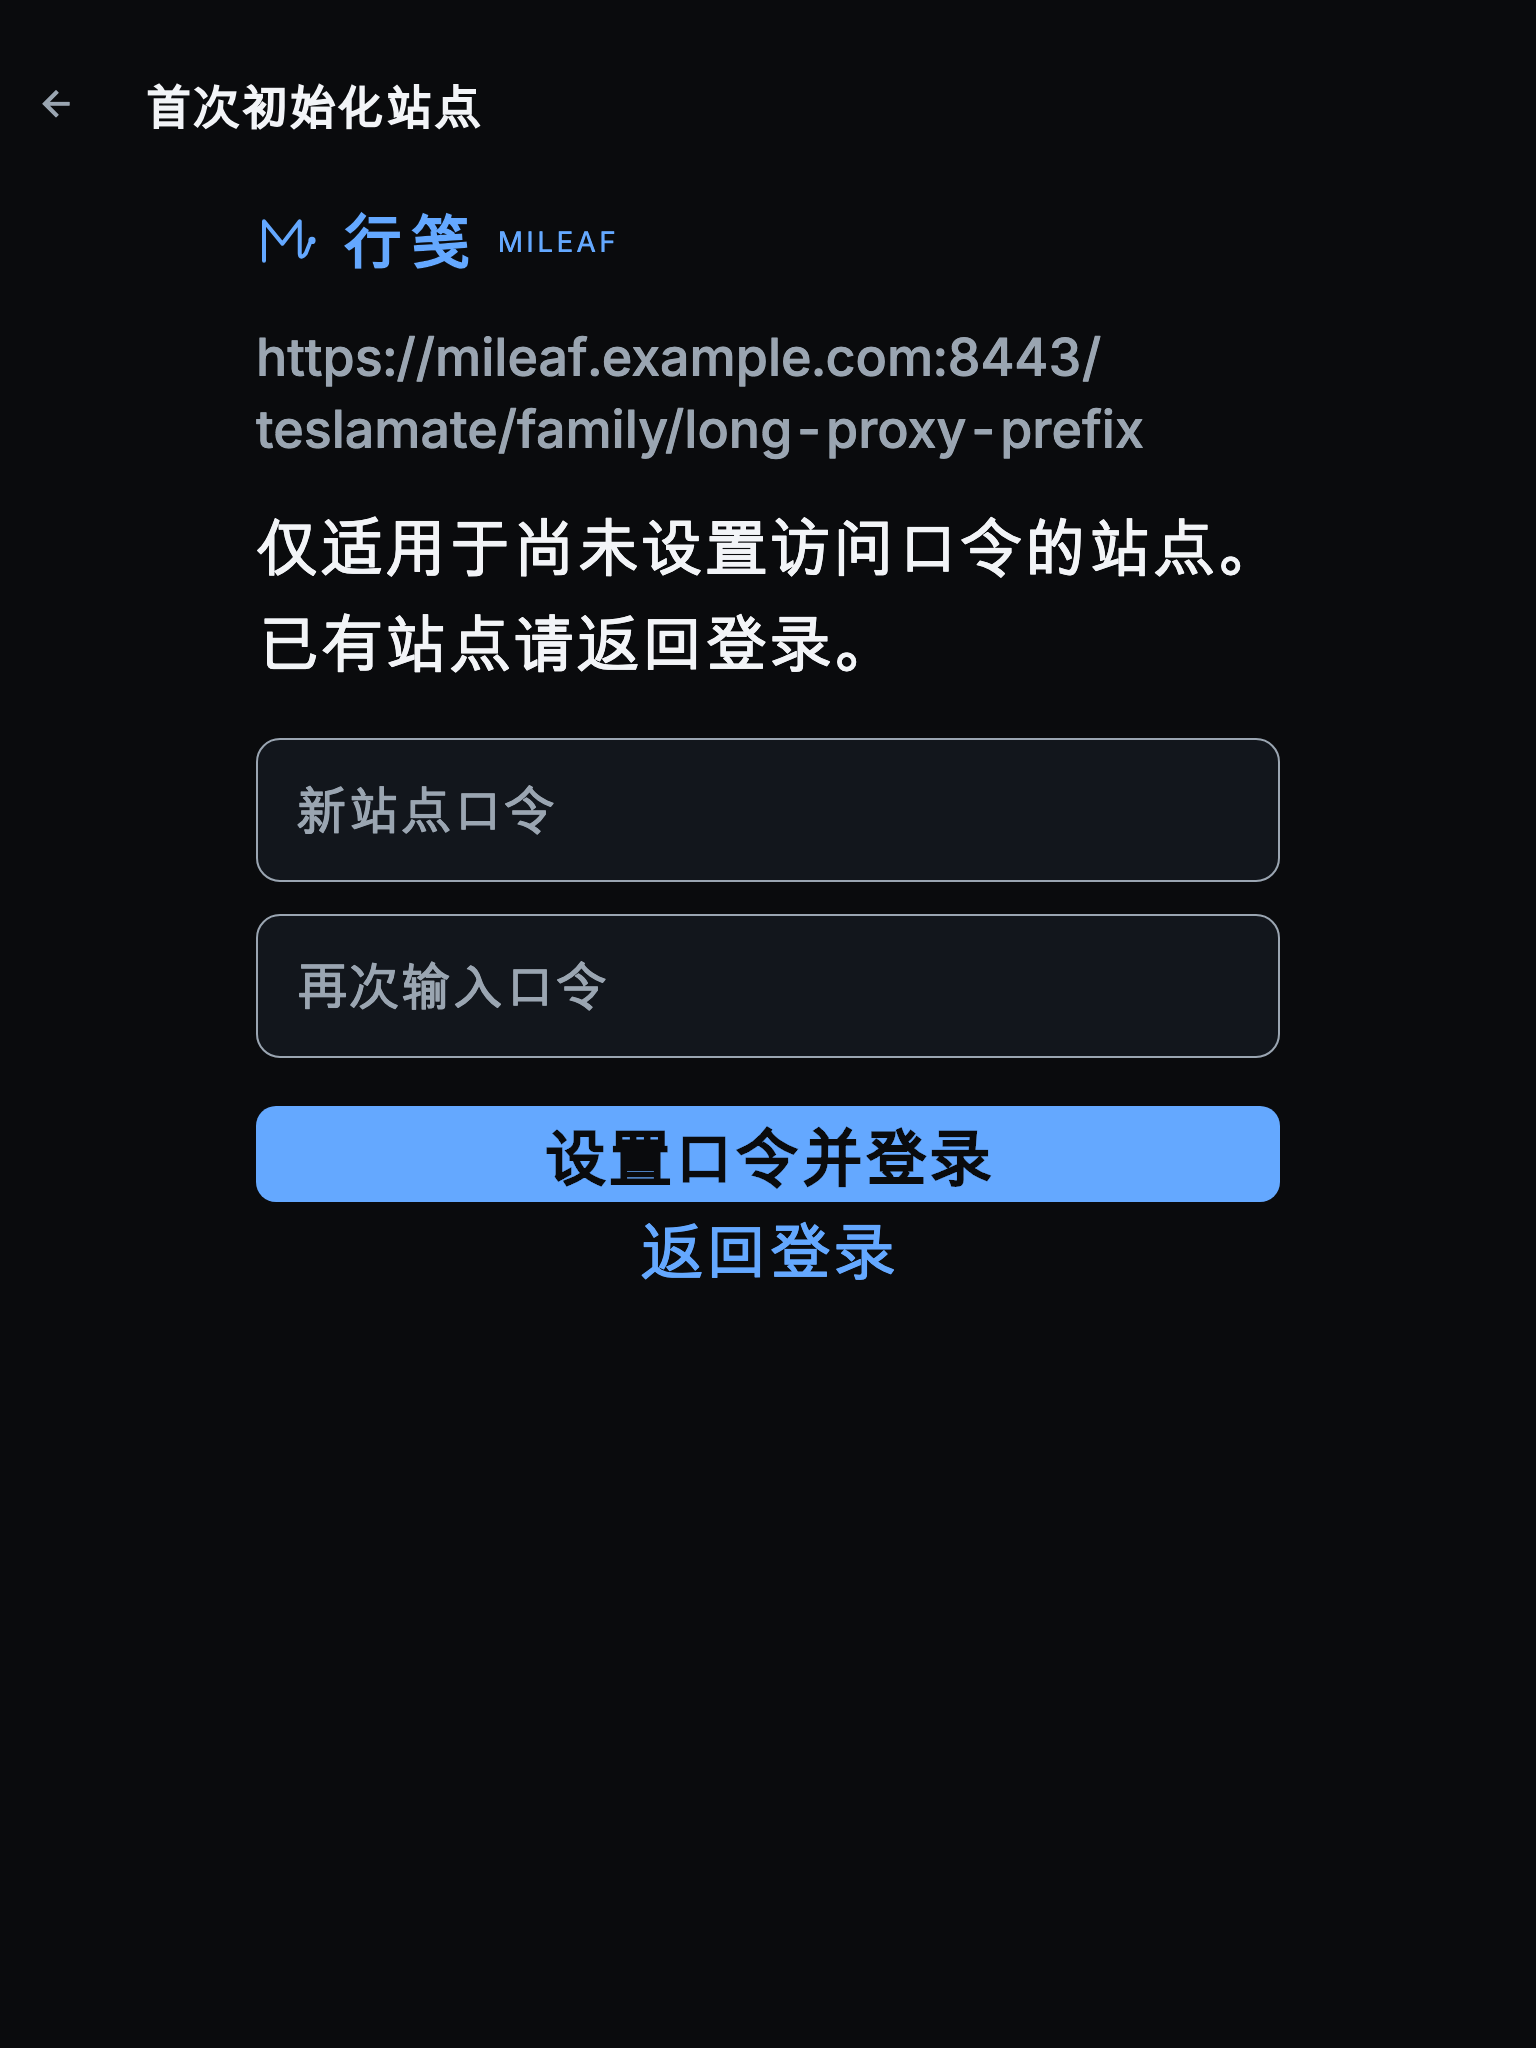 首次初始化站点
行笺 MILEAF
https://mileaf.example.com:8443/
teslamate/family/long-proxy-prefix
仅适用于尚未设置访问口令的站点。
已有站点请返回登录。
新站点口令
再次输入口令
设置口令并登录
返回登录